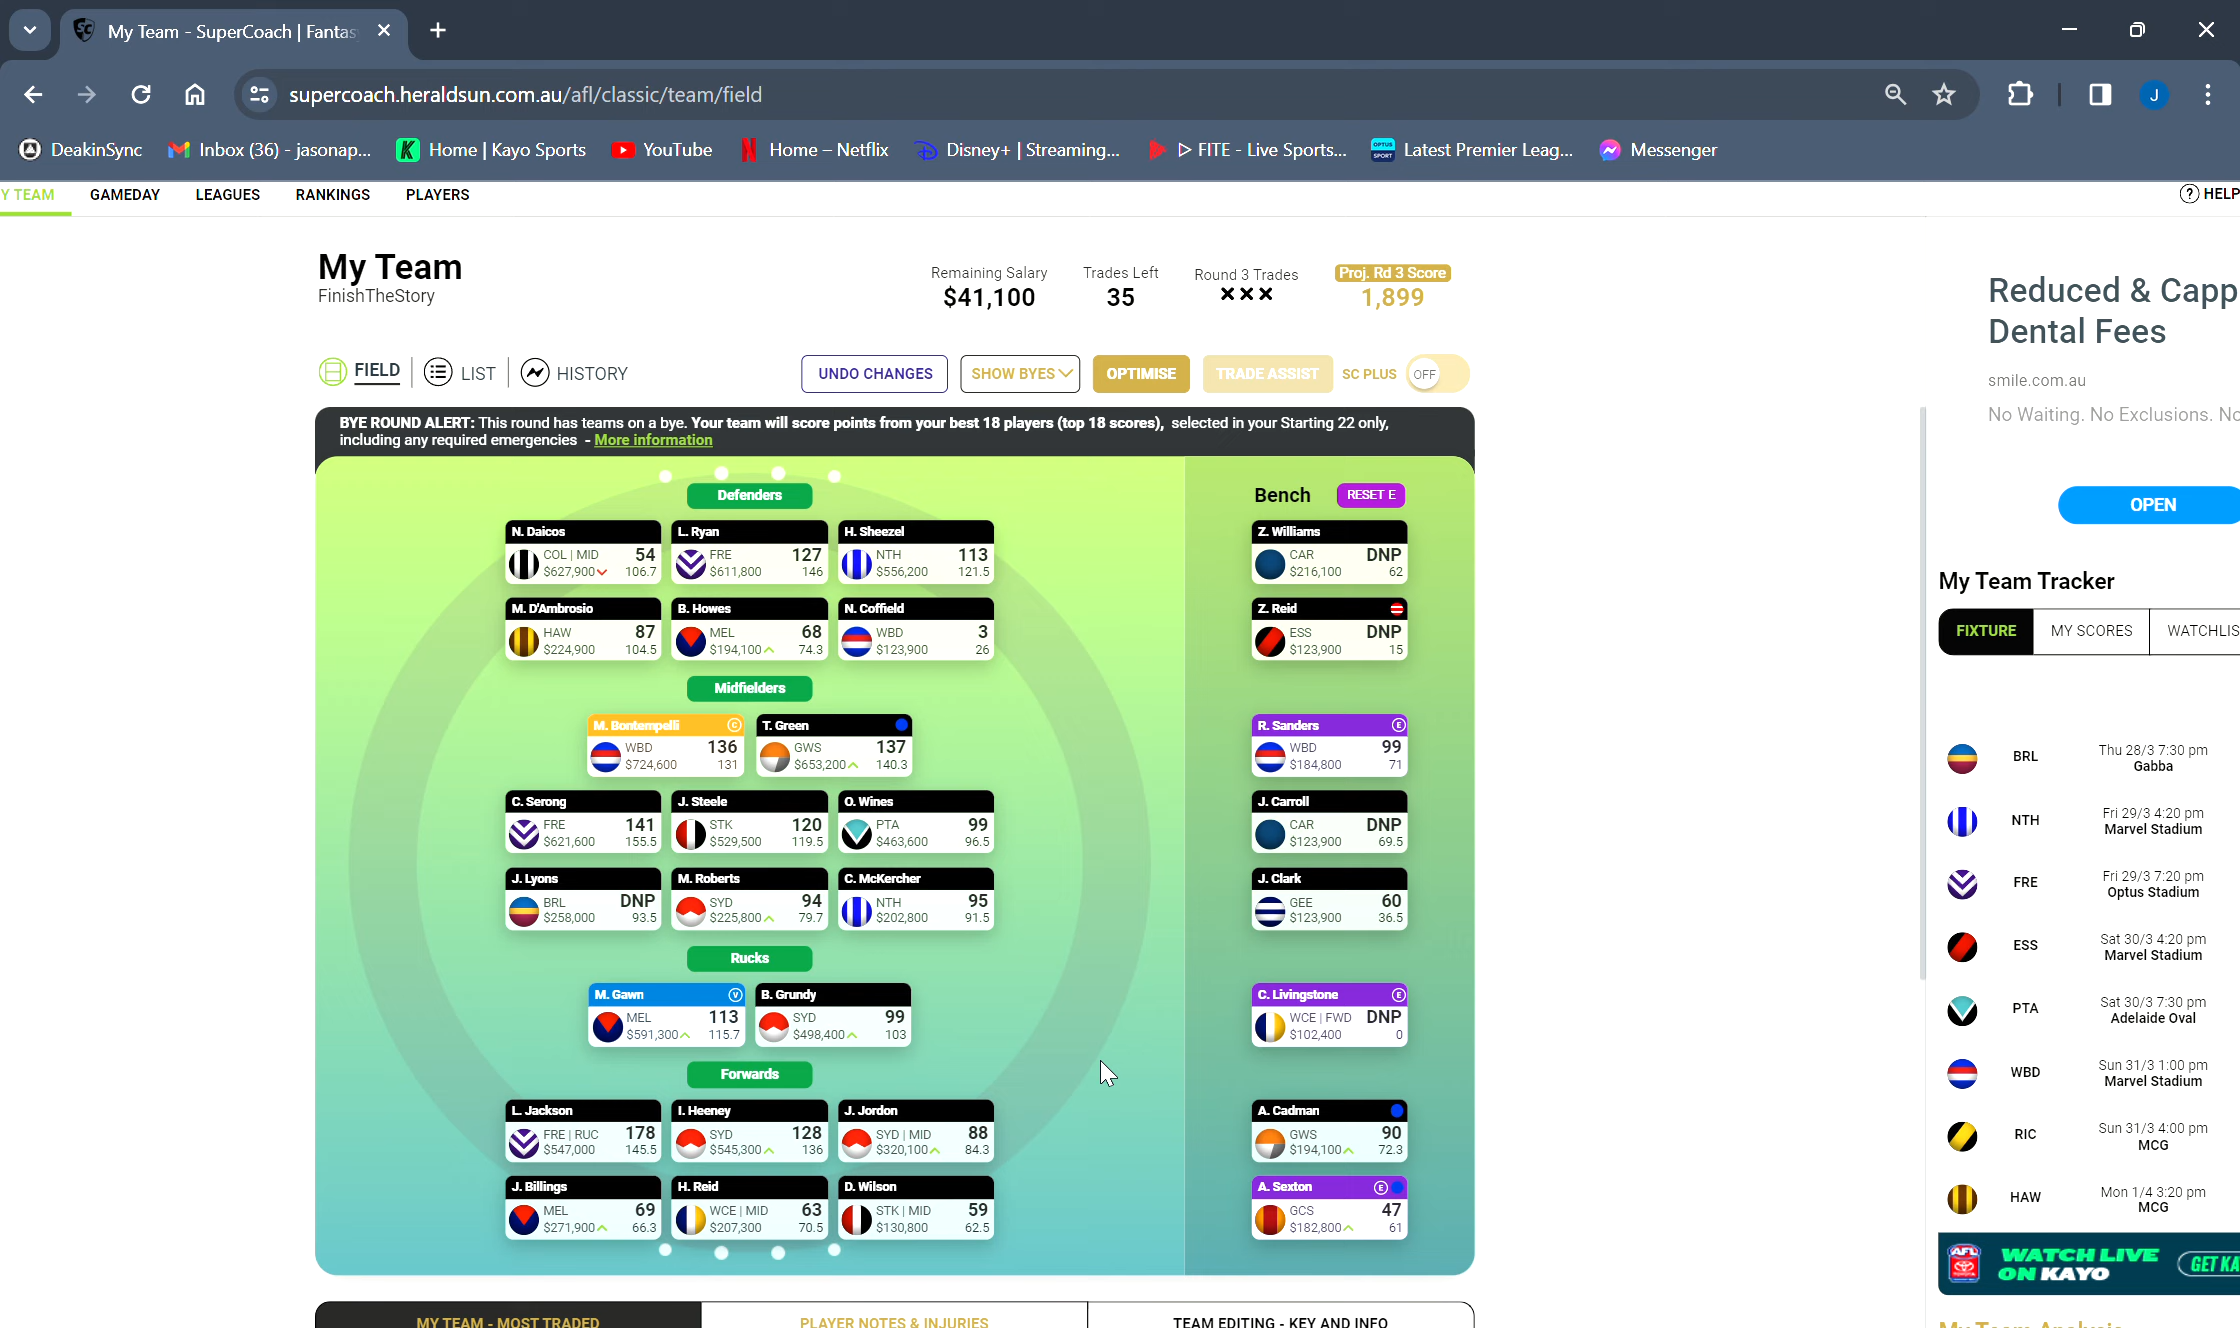 My Team - SuperCoach | Fantas
supercoach.heraldsun.com.au/afl/classic/team/field
J
DeakinSync
Inbox (36) - jasonap...
Home | Kayo Sports
YouTube
Home – Netflix
Disney+ | Streaming...
FITE - Live Sports...
Latest Premier Leag...
Messenger
Y TEAM
GAMEDAY
LEAGUES
RANKINGS
PLAYERS
HELP
My Team
FinishTheStory
Remaining Salary
$41,100
Trades Left
35
Round 3 Trades
Proj. Rd 3 Score
1,899
FIELD
LIST
HISTORY
UNDO CHANGES
SHOW BYES
OPTIMISE
TRADE ASSIST
SC PLUS
OFF
BYE ROUND ALERT: This round has teams on a bye. Your team will score points from your best 18 players (top 18 scores), selected in your Starting 22 only,
including any required emergencies - More information
Defenders
Bench
RESET E
N. Daicos
COL | MID 54
$627,900 106.7
L. Ryan
FRE 127
$611,800 146
H. Sheezel
NTH 113
$556,200 121.5
Z. Williams
CAR DNP
$216,100 62
M. D'Ambrosio
HAW 87
$224,900 104.5
B. Howes
MEL 68
$194,100 74.3
N. Coffield
WBD 3
$123,900 26
Z. Reid
ESS DNP
$123,900 15
Midfielders
M. Bontempelli C
WBD 136
$724,600 131
T. Green
GWS 137
$653,200 140.3
R. Sanders E
WBD 99
$184,800 71
C. Serong
FRE 141
$621,600 155.5
J. Steele
STK 120
$529,500 119.5
O. Wines
PTA 99
$463,600 96.5
J. Carroll
CAR DNP
$123,900 69.5
J. Lyons
BRL DNP
$258,000 93.5
M. Roberts
SYD 94
$225,800 79.7
C. McKercher
NTH 95
$202,800 91.5
J. Clark
GEE 60
$123,900 36.5
Rucks
M. Gawn V
MEL 113
$591,300 115.7
B. Grundy
SYD 99
$498,400 103
C. Livingstone E
WCE | FWD DNP
$102,400 0
Forwards
L. Jackson
FRE | RUC 178
$547,000 145.5
I. Heeney
SYD 128
$545,300 136
J. Jordon
SYD | MID 88
$320,100 84.3
A. Cadman
GWS 90
$194,100 72.3
J. Billings
MEL 69
$271,900 66.3
H. Reid
WCE | MID 63
$207,300 70.5
D. Wilson
STK | MID 59
$130,800 62.5
A. Sexton E
GCS 47
$182,800 61
MY TEAM - MOST TRADED
PLAYER NOTES & INJURIES
TEAM EDITING - KEY AND INFO
Reduced & Capp
Dental Fees
smile.com.au
No Waiting. No Exclusions. No
OPEN
My Team Tracker
FIXTURE
MY SCORES
WATCHLIS
BRL
Thu 28/3 7:30 pm
Gabba
NTH
Fri 29/3 4:20 pm
Marvel Stadium
FRE
Fri 29/3 7:20 pm
Optus Stadium
ESS
Sat 30/3 4:20 pm
Marvel Stadium
PTA
Sat 30/3 7:30 pm
Adelaide Oval
WBD
Sun 31/3 1:00 pm
Marvel Stadium
RIC
Sun 31/3 4:00 pm
MCG
HAW
Mon 1/4 3:20 pm
MCG
AFL
WATCH LIVE
ON KAYO
GET KA
My Team Analysis